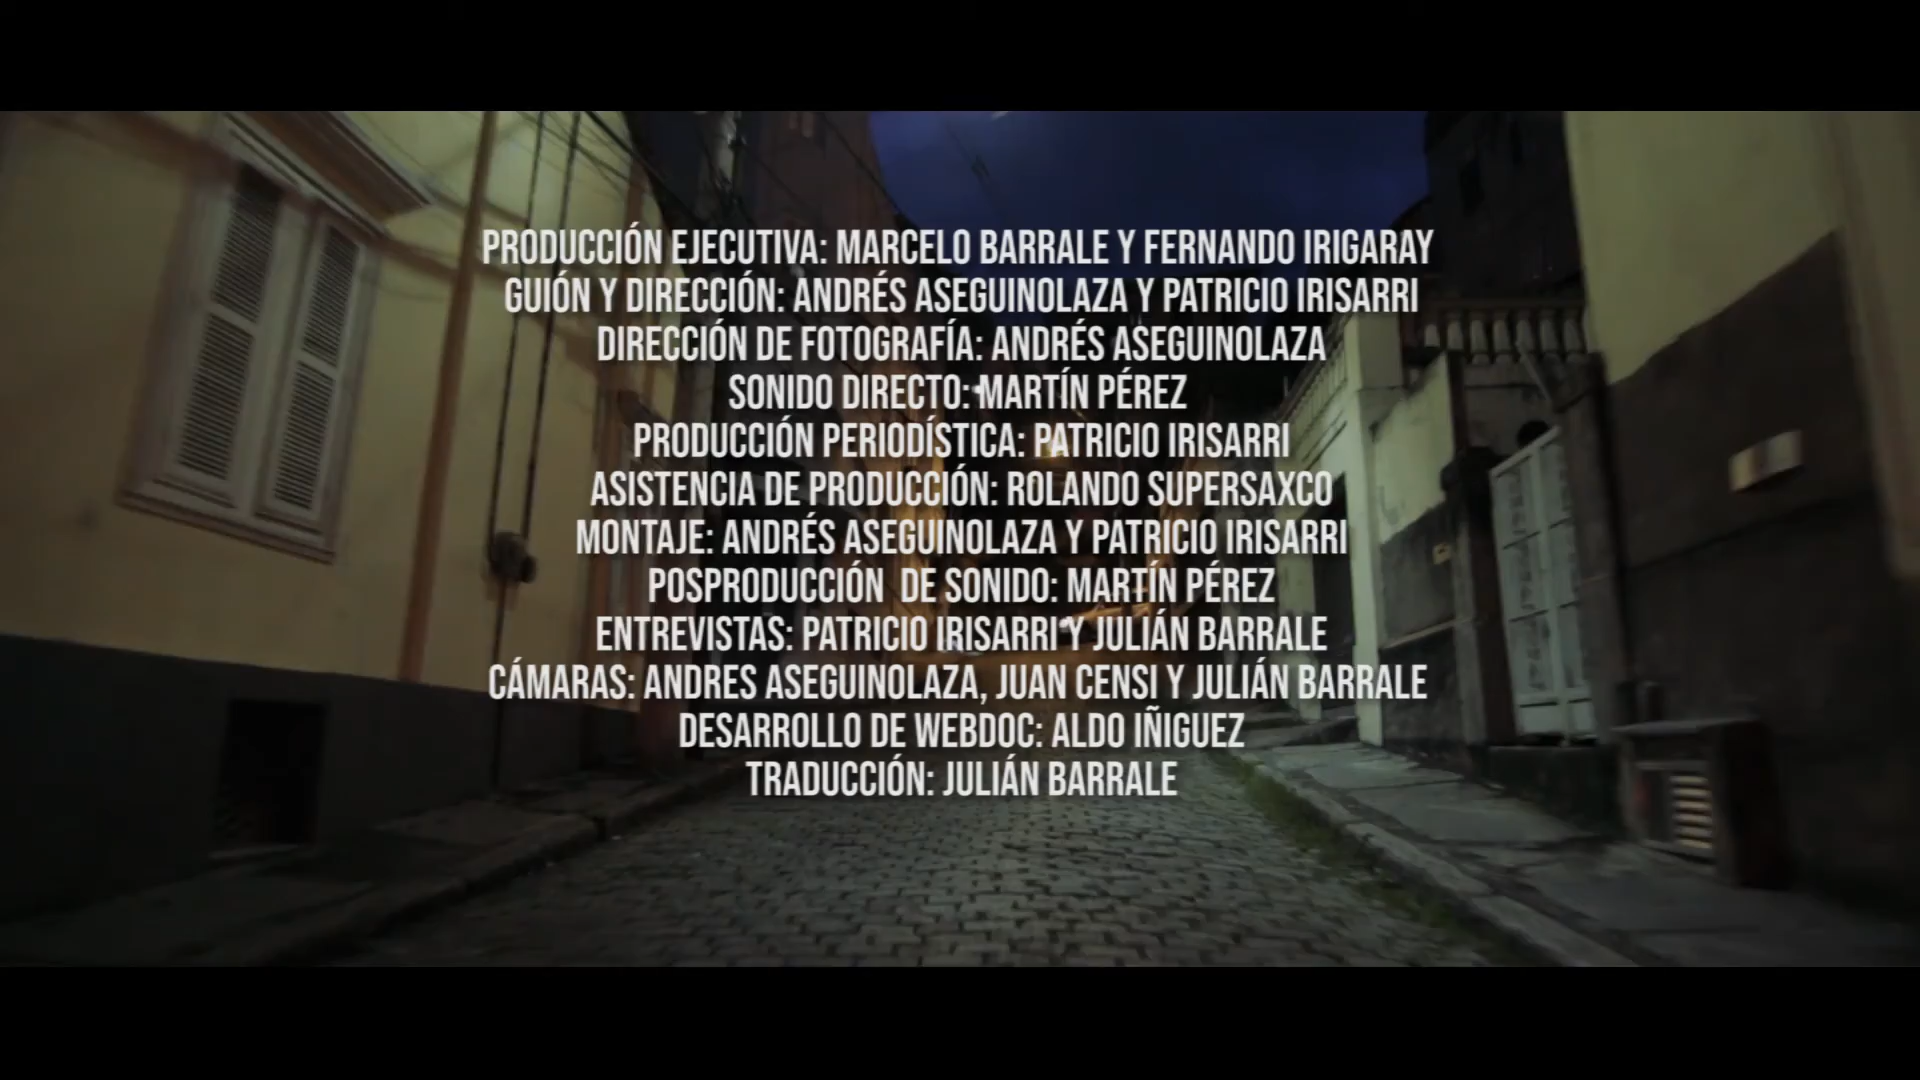 PRODUCCIÓN EJECUTIVA: MARCELO BARRALE Y FERNANDO IRIGARAY
GUIÓN Y DIRECCIÓN: ANDRÉS ASEGUINOLAZA Y PATRICIO IRISARRI
DIRECCIÓN DE FOTOGRAFÍA: ANDRÉS ASEGUINOLAZA
SONIDO DIRECTO: MARTÍN PÉREZ
PRODUCCIÓN PERIODÍSTICA: PATRICIO IRISARRI
ASISTENCIA DE PRODUCCIÓN: ROLANDO SUPERSAXCO
MONTAJE: ANDRÉS ASEGUINOLAZA Y PATRICIO IRISARRI
POSPRODUCCIÓN DE SONIDO: MARTÍN PÉREZ
ENTREVISTAS: PATRICIO IRISARRI Y JULIÁN BARRALE
CÁMARAS: ANDRES ASEGUINOLAZA, JUAN CENSI Y JULIÁN BARRALE
DESARROLLO DE WEBDOC: ALDO IÑIGUEZ
TRADUCCIÓN: JULIÁN BARRALE